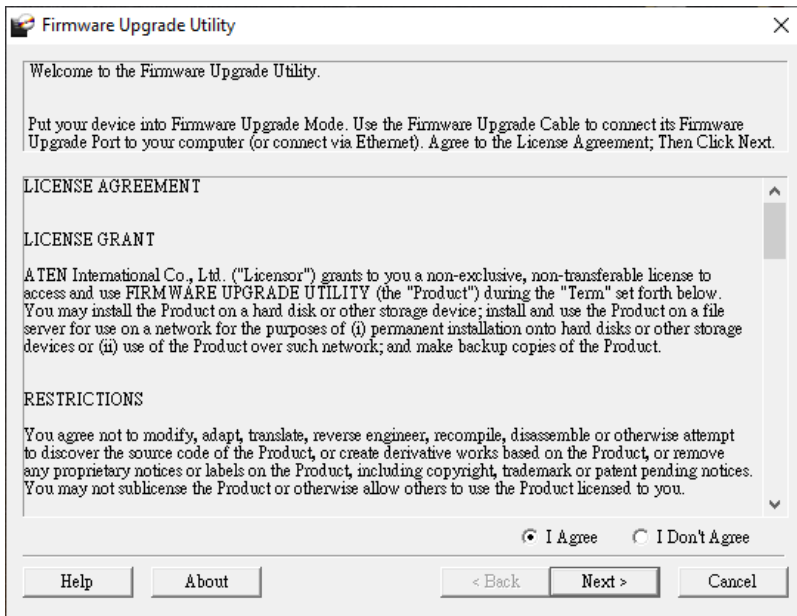 Firmware Upgrade Utility
Welcome to the Firmware Upgrade Utility.
Put your device into Firmware Upgrade Mode. Use the Firmware Upgrade Cable to connect its Firmware
Upgrade Port to your computer (or connect via Ethernet). Agree to the License Agreement; Then Click Next.
LICENSE AGREEMENT
LICENSE GRANT
ATEN International Co., Ltd. ("Licensor") grants to you a non-exclusive, non-transferable license to
access and use FIRMWARE UPGRADE UTILITY (the "Product") during the "Term" set forth below.
You may install the Product on a hard disk or other storage device; install and use the Product on a file
server for use on a network for the purposes of (i) permanent installation onto hard disks or other storage
devices or (ii) use of the Product over such network; and make backup copies of the Product.
RESTRICTIONS
You agree not to modify, adapt, translate, reverse engineer, recompile, disassemble or otherwise attempt
to discover the source code of the Product, or create derivative works based on the Product, or remove
any proprietary notices or labels on the Product, including copyright, trademark or patent pending notices.
You may not sublicense the Product or otherwise allow others to use the Product licensed to you.
I Agree I Don't Agree
Help About < Back Next > Cancel